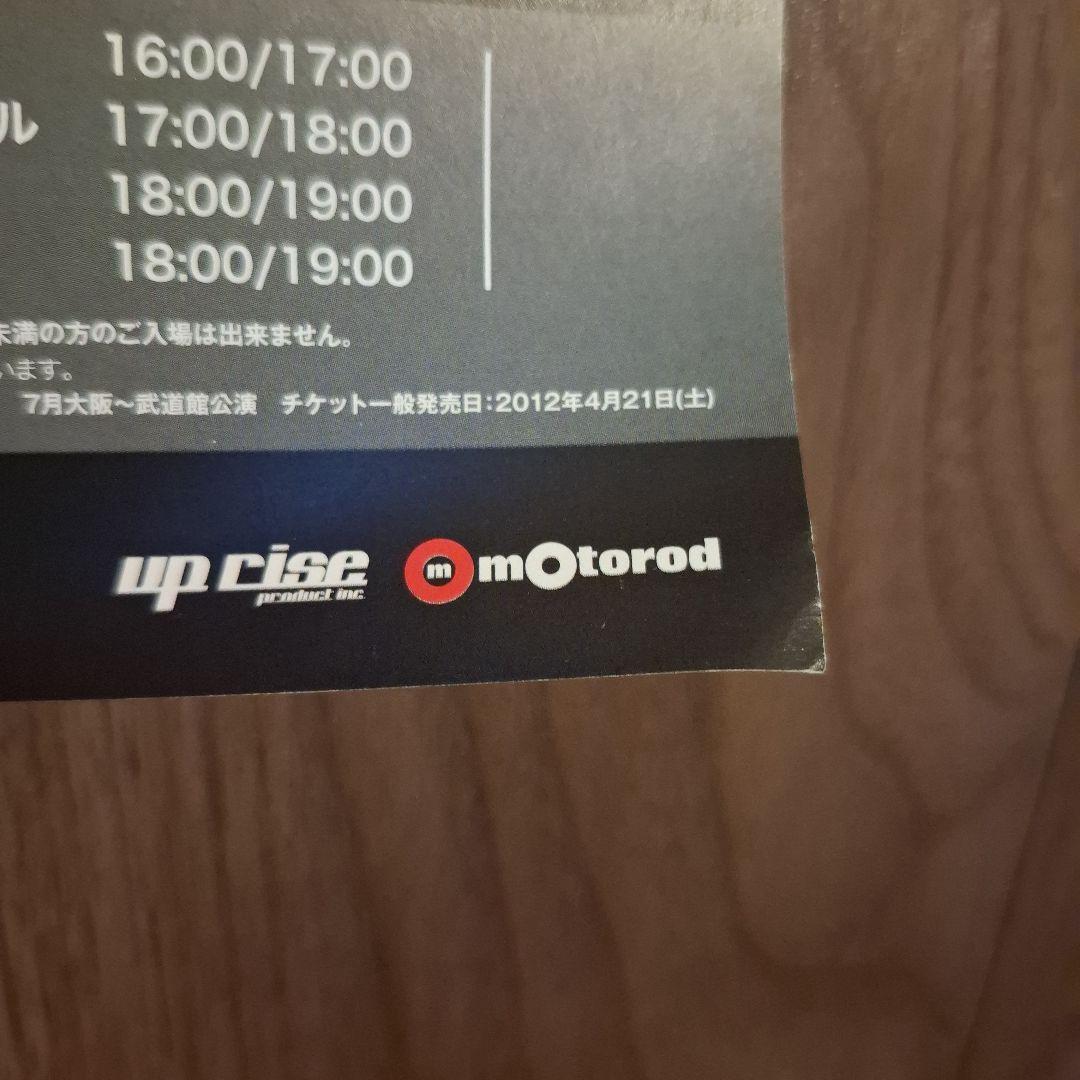 16:00/17:00
ル 17:00/18:00
18:00/19:00
18:00/19:00
未満の方のご入場は出来ません。
います。
7月大阪～武道館公演 チケット一般発売日：2012年4月21日(土)
up rise
product inc.
m motorod